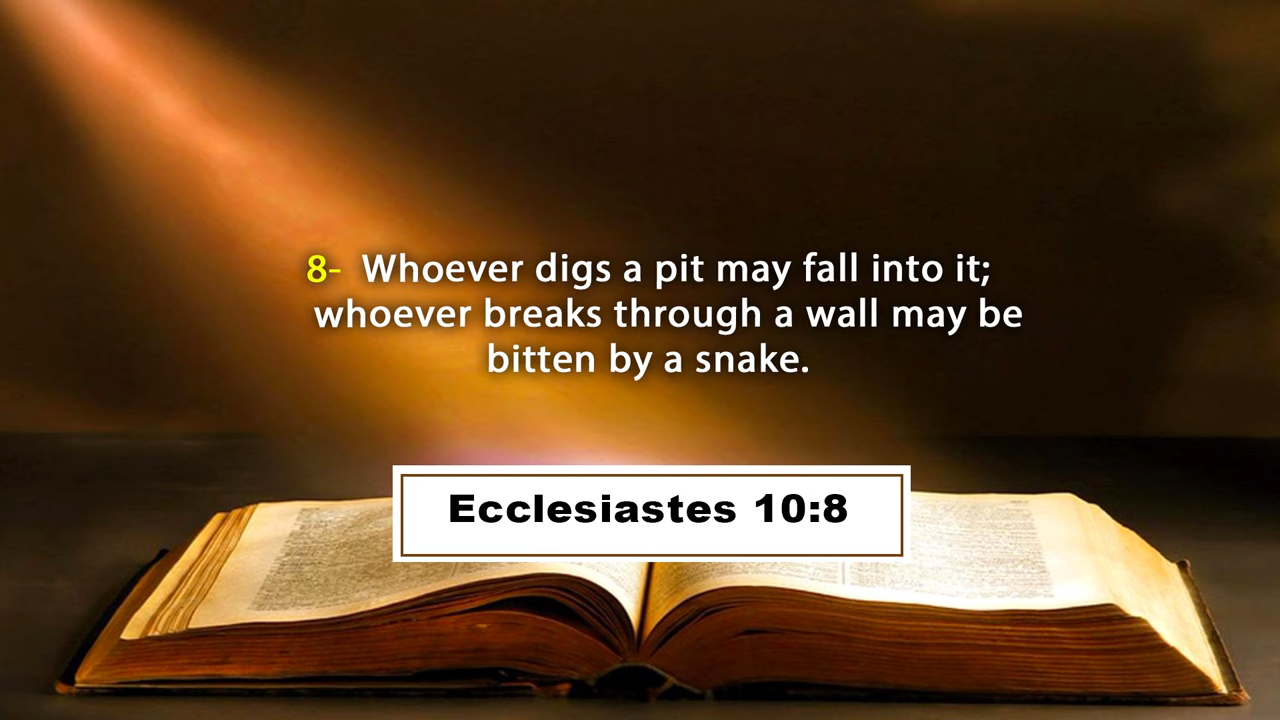 8- Whoever digs a pit may fall into it;
whoever breaks through a wall may be
bitten by a snake.
Ecclesiastes 10:8